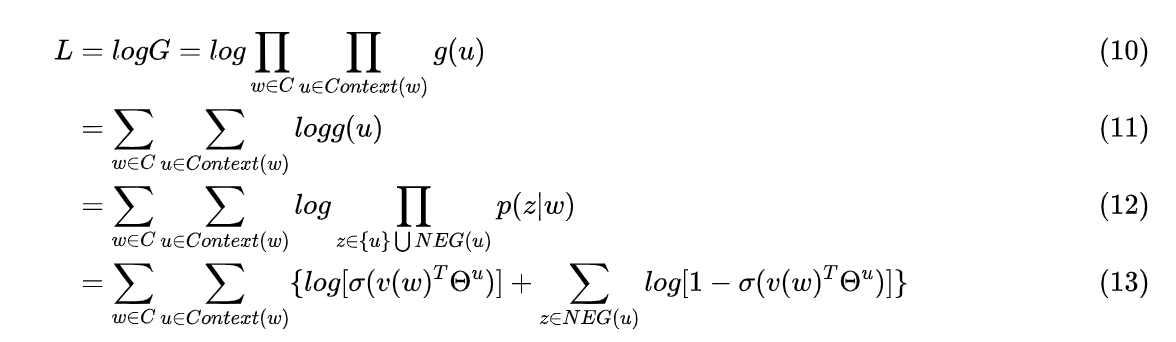 L = logG = log ∏_{w∈C} ∏_{u∈Context(w)} g(u) (10)
= ∑_{w∈C} ∑_{u∈Context(w)} logg(u) (11)
= ∑_{w∈C} ∑_{u∈Context(w)} log ∏_{z∈{u}⋃NEG(u)} p(z|w) (12)
= ∑_{w∈C} ∑_{u∈Context(w)} {log[σ(v(w)^T Θ^u)] + ∑_{z∈NEG(u)} log[1 − σ(v(w)^T Θ^u)]} (13)